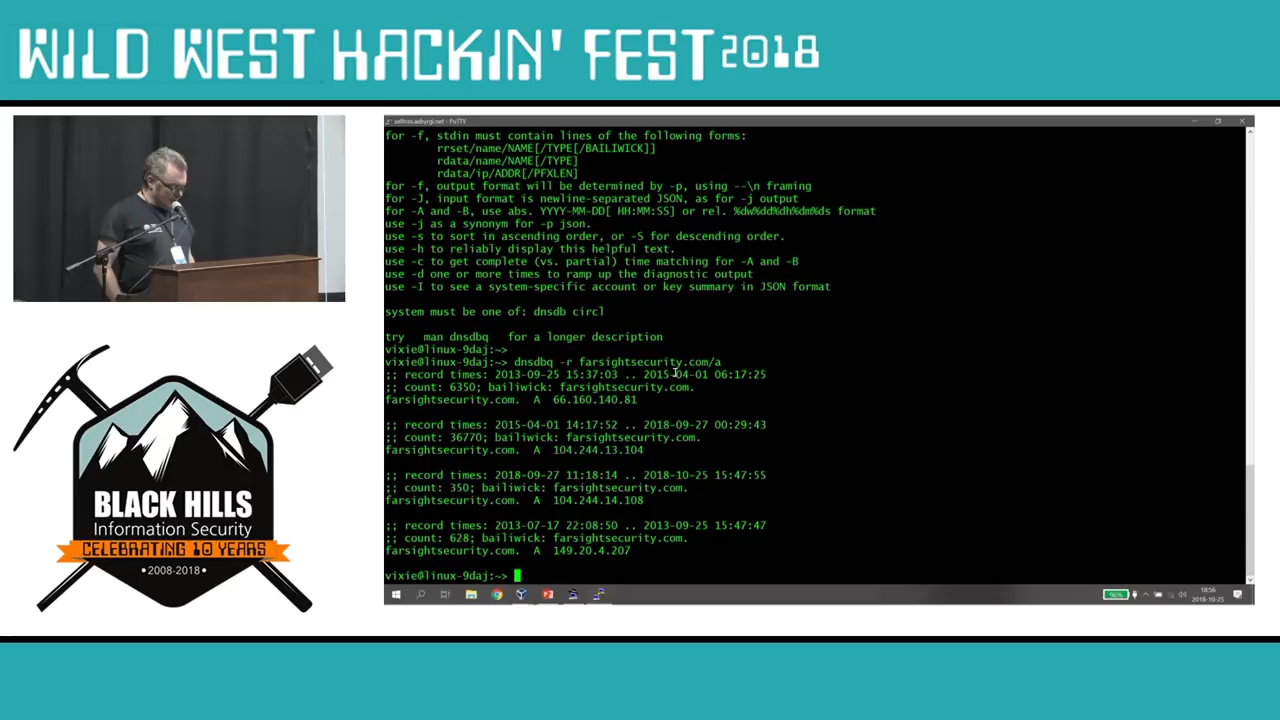 WILD WEST HACKIN' FEST 2018
selloss.asbyrgi.net - PuTTY
for -f, stdin must contain lines of the following forms:
rrset/name/NAME[/TYPE[/BAILIWICK]]
rdata/name/NAME[/TYPE]
rdata/ip/ADDR[/PFXLEN]
for -f, output format will be determined by -p, using --\n framing
for -J, input format is newline-separated JSON, as for -j output
for -A and -B, use abs. YYYY-MM-DD[ HH:MM:SS] or rel. %dw%dd%dh%dm%ds format
use -j as a synonym for -p json.
use -s to sort in ascending order, or -S for descending order.
use -h to reliably display this helpful text.
use -c to get complete (vs. partial) time matching for -A and -B
use -d one or more times to ramp up the diagnostic output
use -I to see a system-specific account or key summary in JSON format
system must be one of: dnsdb circl
try man dnsdbq for a longer description
vixie@linux-9daj:~>
vixie@linux-9daj:~> dnsdbq -r farsightsecurity.com/a
;; record times: 2013-09-25 15:37:03 .. 2015-04-01 06:17:25
;; count: 6350; bailiwick: farsightsecurity.com.
farsightsecurity.com. A 66.160.140.81
;; record times: 2015-04-01 14:17:52 .. 2018-09-27 00:29:43
;; count: 36770; bailiwick: farsightsecurity.com.
farsightsecurity.com. A 104.244.13.104
;; record times: 2018-09-27 11:18:14 .. 2018-10-25 15:47:55
;; count: 350; bailiwick: farsightsecurity.com.
farsightsecurity.com. A 104.244.14.108
;; record times: 2013-07-17 22:08:50 .. 2013-09-25 15:47:47
;; count: 628; bailiwick: farsightsecurity.com.
farsightsecurity.com. A 149.20.4.207
vixie@linux-9daj:~>
96%
18:56
2018-10-25
BLACK HILLS
Information Security
CELEBRATING 10 YEARS
•2008-2018•